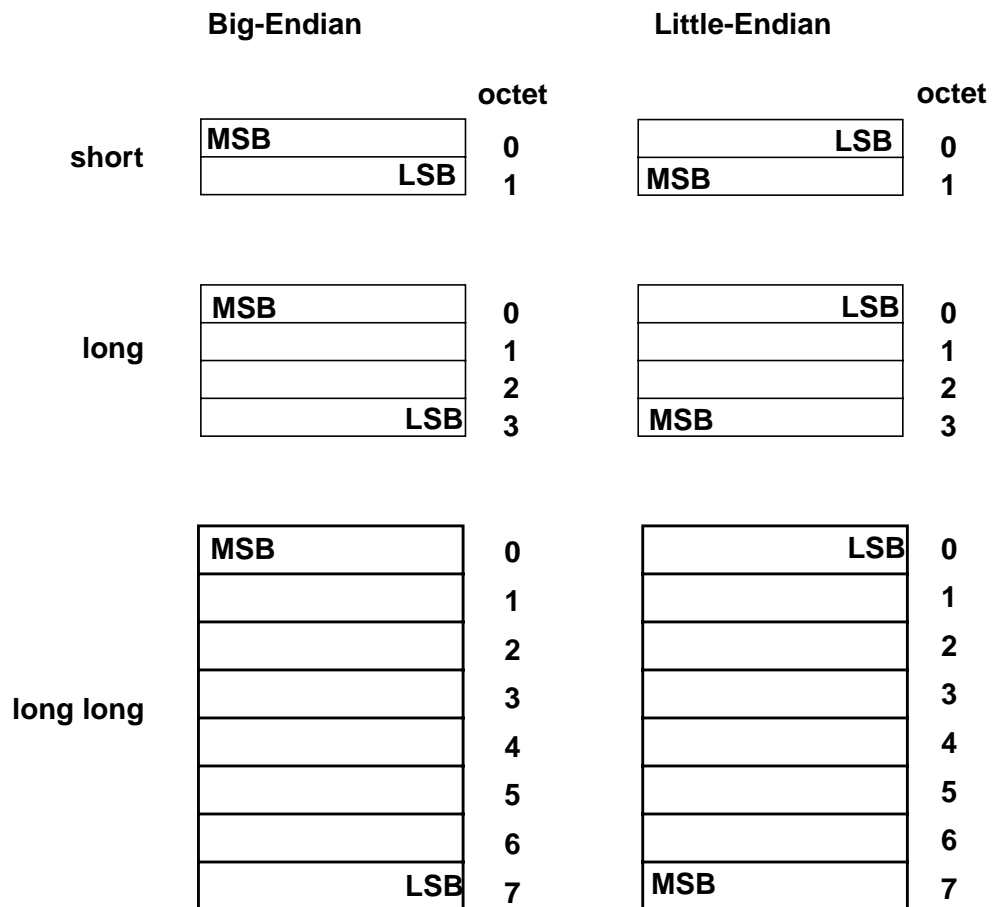 Big-Endian Little-Endian
octet octet
short
MSB 0 LSB 0
LSB 1 MSB 1
MSB 0 LSB 0
long 1 1
2 2
LSB 3 MSB 3
MSB 0 LSB 0
1 1
2 2
long long 3 3
4 4
5 5
6 6
LSB 7 MSB 7